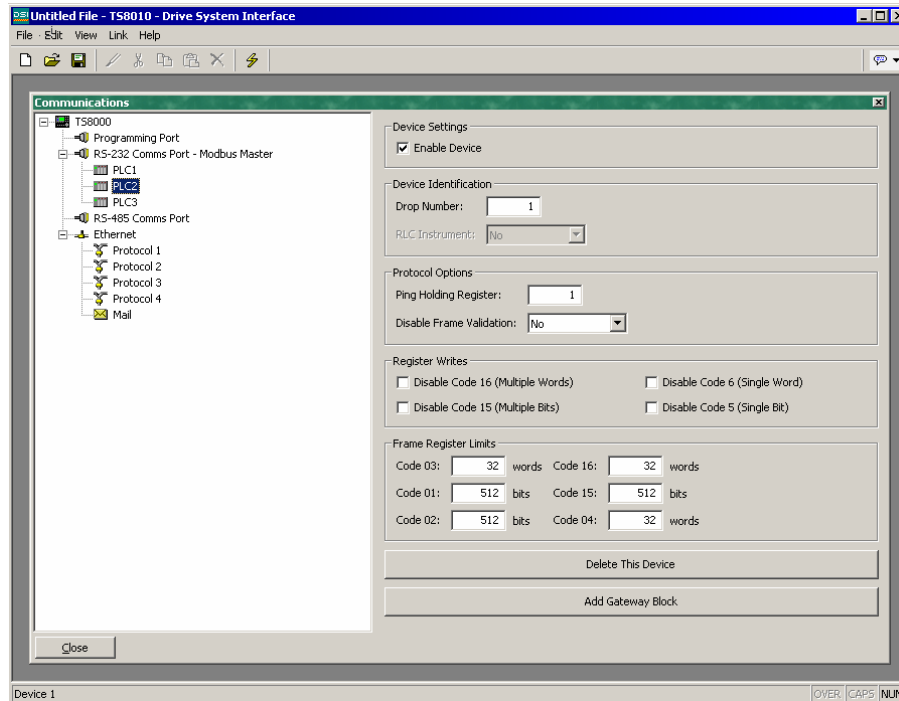 DSI Untitled File - TS8010 - Drive System Interface
File Edit View Link Help
Communications
TS8000
Programming Port
RS-232 Comms Port - Modbus Master
PLC1
PLC2
PLC3
RS-485 Comms Port
Ethernet
Protocol 1
Protocol 2
Protocol 3
Protocol 4
Mail
Device Settings
Enable Device
Device Identification
Drop Number: 1
RLC Instrument: No
Protocol Options
Ping Holding Register: 1
Disable Frame Validation: No
Register Writes
Disable Code 16 (Multiple Words) Disable Code 6 (Single Word)
Disable Code 15 (Multiple Bits) Disable Code 5 (Single Bit)
Frame Register Limits
Code 03: 32 words Code 16: 32 words
Code 01: 512 bits Code 15: 512 bits
Code 02: 512 bits Code 04: 32 words
Delete This Device
Add Gateway Block
Close
Device 1 OVER CAPS NUM